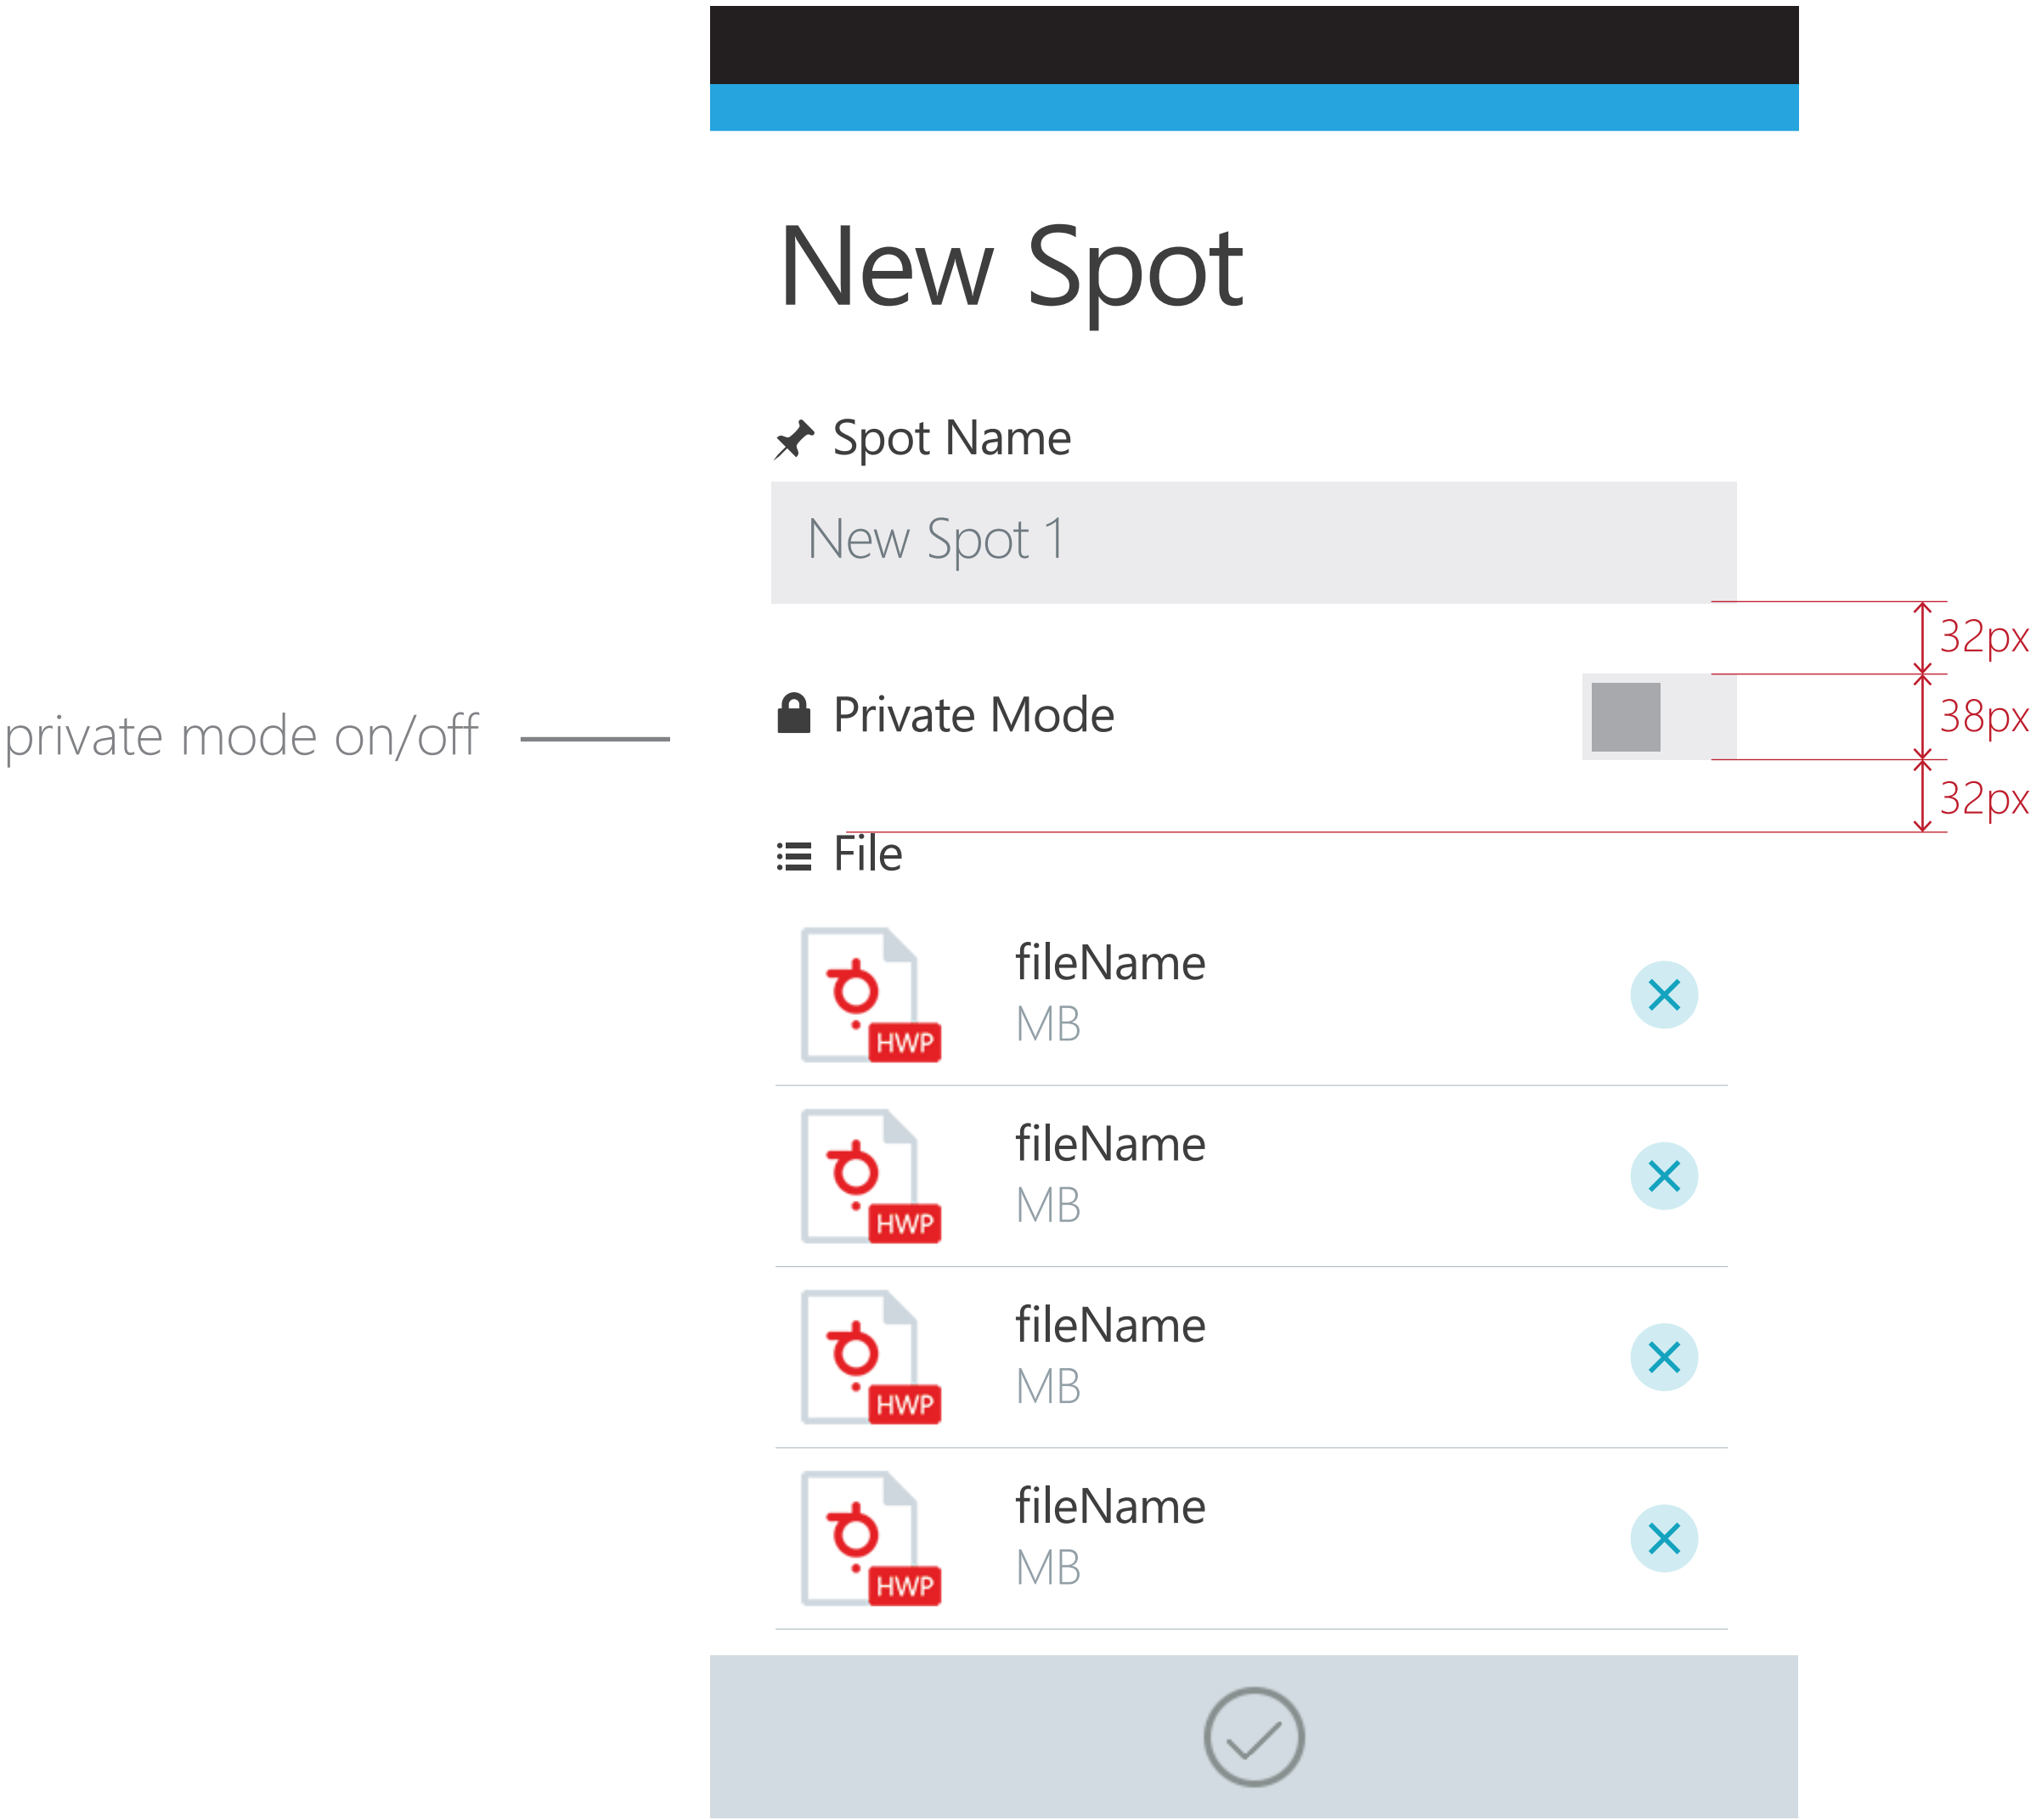 New Spot
Spot Name
New Spot 1
32px
private mode on/off
Private Mode
38px
32px
File
fileName
MB
HWP
fileName
MB
HWP
fileName
MB
HWP
fileName
MB
HWP